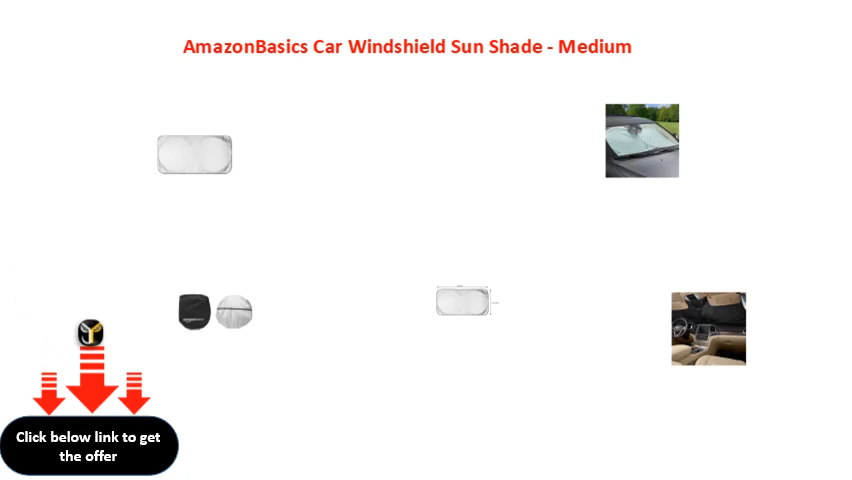 AmazonBasics Car Windshield Sun Shade - Medium
Click below link to get
the offer